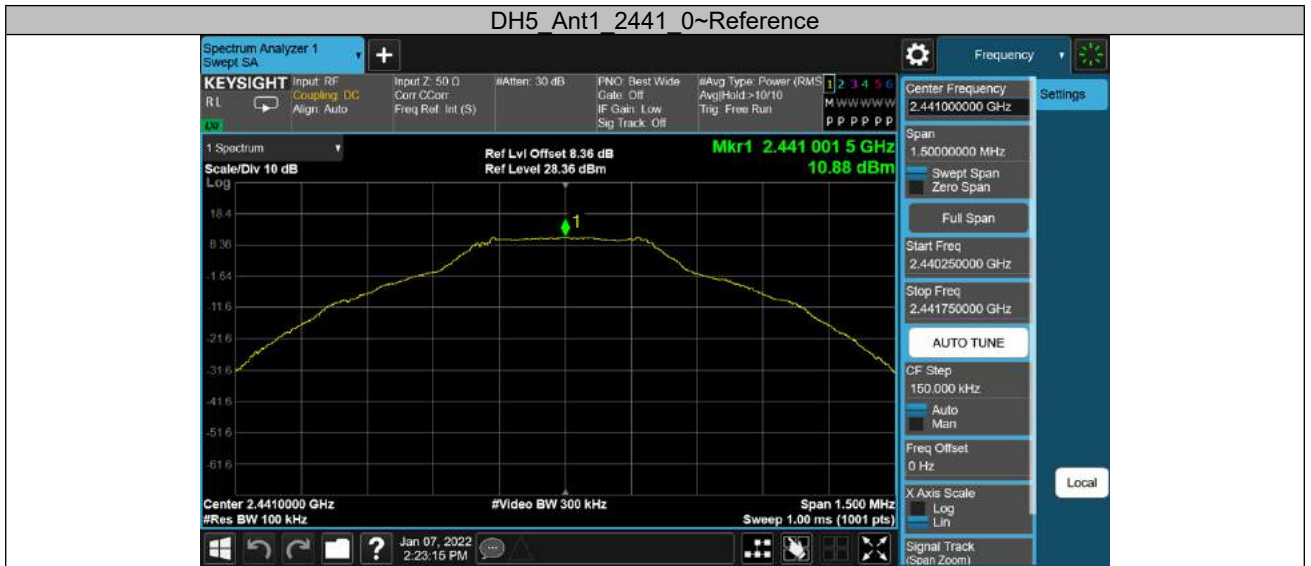 DH5_Ant1_2441_0~Reference
Spectrum Analyzer 1
Swept SA
+
Frequency
KEYSIGHT
RL
Input: RF
Coupling: DC
Align: Auto
Input Z: 50 Ω
Corr CCorr
Freq Ref: Int (S)
#Atten: 30 dB
PNO: Best Wide
Gate: Off
IF Gain: Low
Sig Track: Off
#Avg Type: Power (RMS
Avg|Hold:>10/10
Trig: Free Run
1 2 3 4 5 6
M W W W W W
P P P P P P
1 Spectrum
Scale/Div 10 dB
Log
Ref Lvl Offset 8.36 dB
Ref Level 28.36 dBm
Mkr1 2.441 001 5 GHz
10.88 dBm
1
18.4
8.36
-1.64
-11.6
-21.6
-31.6
-41.6
-51.6
-61.6
Center 2.4410000 GHz
#Res BW 100 kHz
#Video BW 300 kHz
Span 1.500 MHz
Sweep 1.00 ms (1001 pts)
Center Frequency
2.441000000 GHz
Settings
Span
1.50000000 MHz
Swept Span
Zero Span
Full Span
Start Freq
2.440250000 GHz
Stop Freq
2.441750000 GHz
AUTO TUNE
CF Step
150.000 kHz
Auto
Man
Freq Offset
0 Hz
X Axis Scale
Log
Lin
Local
Signal Track
(Span Zoom)
?
Jan 07, 2022
2:23:15 PM